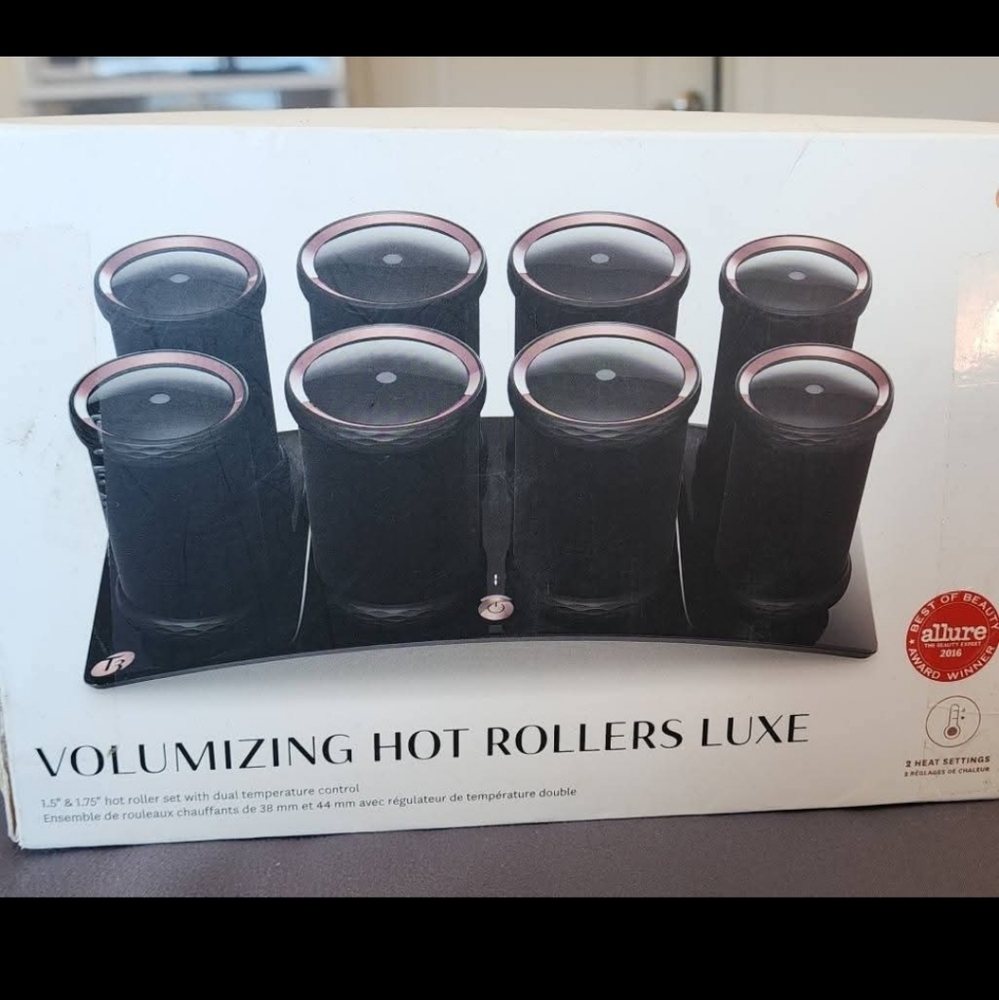 T3
BEST OF BEAUTY
allure
THE BEAUTY EXPERT
2016
AWARD WINNER
VOLUMIZING HOT ROLLERS LUXE
1.5" & 1.75" hot roller set with dual temperature control
Ensemble de rouleaux chauffants de 38 mm et 44 mm avec régulateur de température double
2 HEAT SETTINGS
2 RÉGLAGES DE CHALEUR